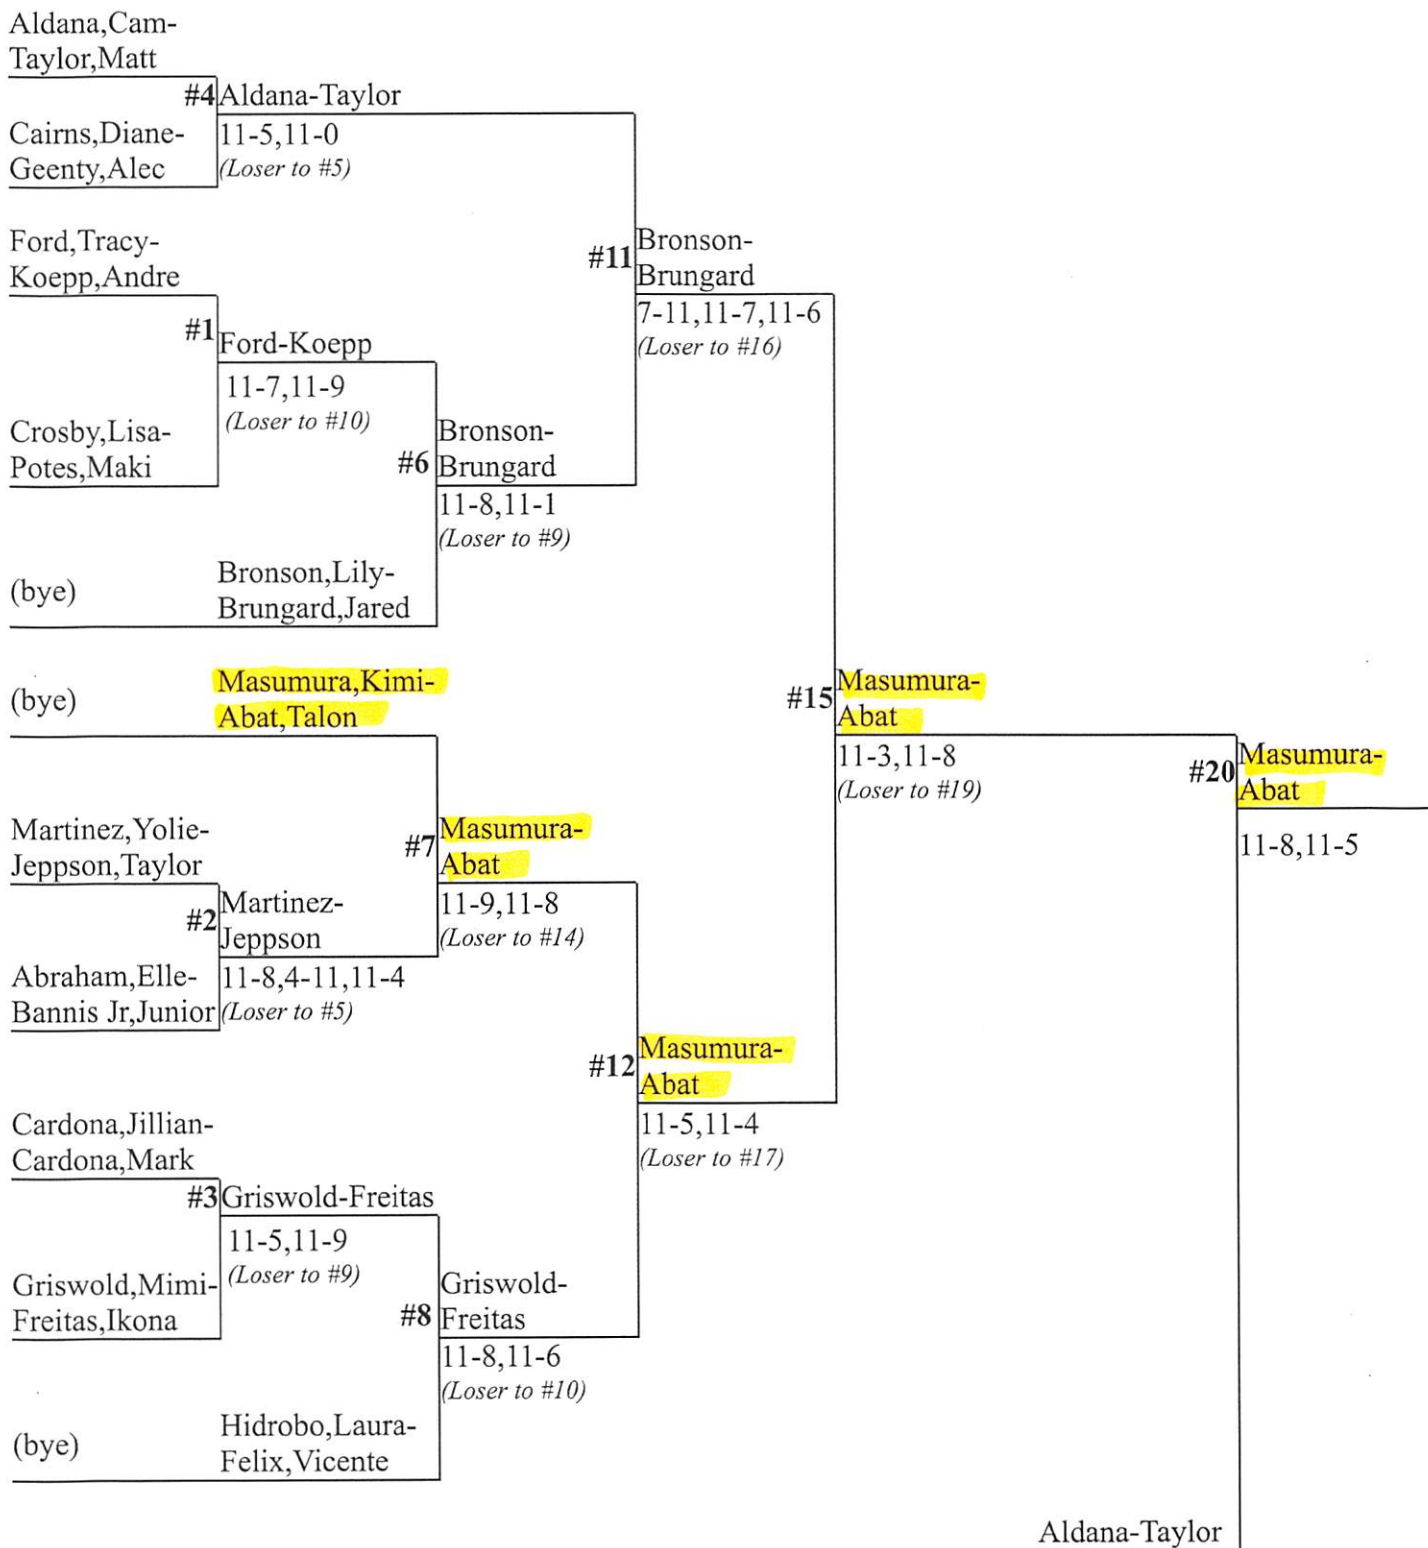 Aldana,Cam-
Taylor,Matt
#4
Aldana-Taylor
Cairns,Diane-
Geenty,Alec
11-5,11-0
(Loser to #5)
Ford,Tracy-
Koepp,Andre
#11
Bronson-
Brungard
7-11,11-7,11-6
(Loser to #16)
#1
Ford-Koepp
11-7,11-9
(Loser to #10)
Crosby,Lisa-
Potes,Maki
#6
Bronson-
Brungard
11-8,11-1
(Loser to #9)
(bye)
Bronson,Lily-
Brungard,Jared
(bye)
Masumura,Kimi-
Abat,Talon
#15
Masumura-
Abat
11-3,11-8
(Loser to #19)
#20
Masumura-
Abat
11-8,11-5
Martinez,Yolie-
Jeppson,Taylor
#7
Masumura-
Abat
11-9,11-8
(Loser to #14)
#2
Martinez-
Jeppson
Abraham,Elle-
Bannis Jr,Junior
11-8,4-11,11-4
(Loser to #5)
#12
Masumura-
Abat
11-5,11-4
(Loser to #17)
Cardona,Jillian-
Cardona,Mark
#3
Griswold-Freitas
11-5,11-9
(Loser to #9)
Griswold,Mimi-
Freitas,Ikona
#8
Griswold-
Freitas
11-8,11-6
(Loser to #10)
(bye)
Hidrobo,Laura-
Felix,Vicente
Aldana-Taylor